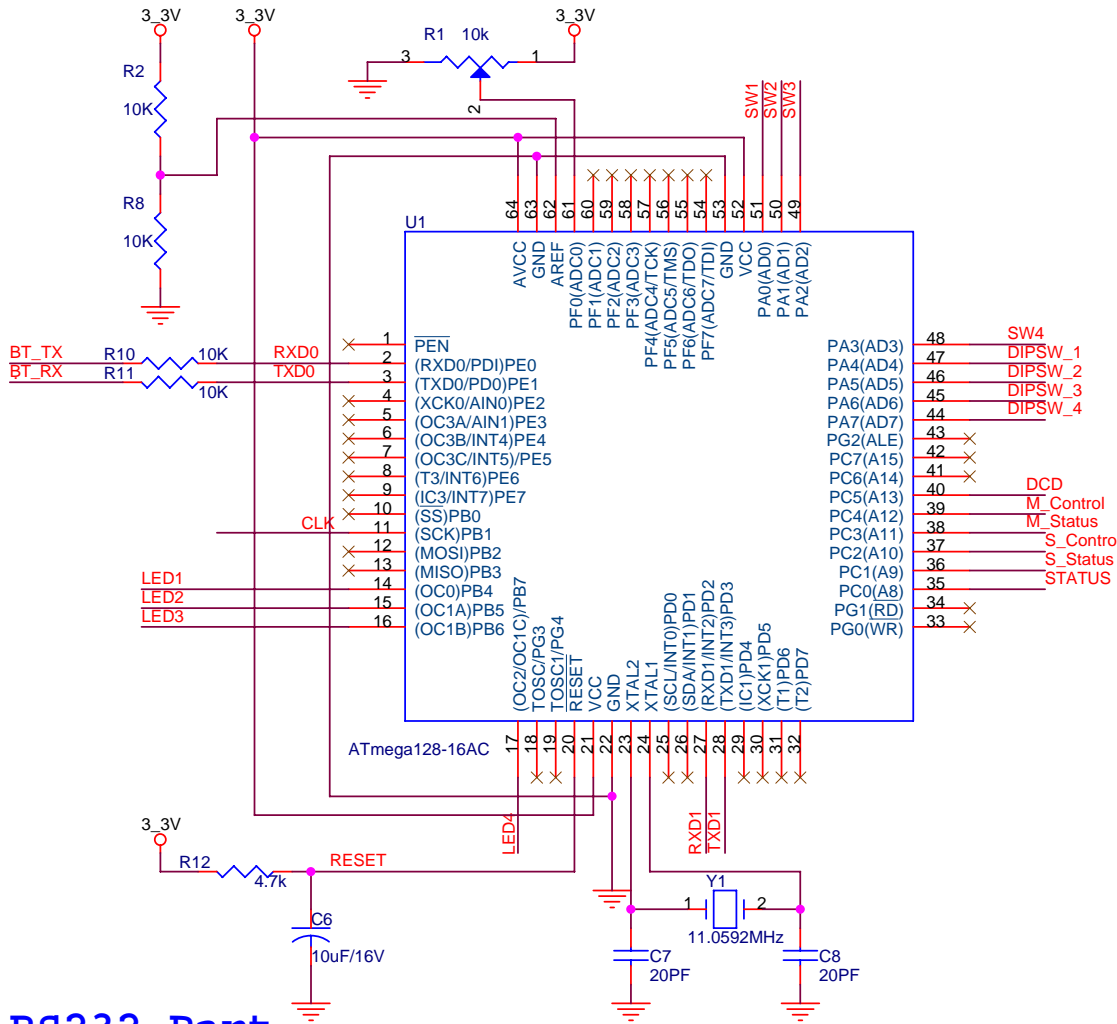 3_3V
3_3V
3_3V
R1 10k
3
1
2
R2
10K
R8
10K
SW1
SW2
SW3
64
63
62
61
60
59
58
57
56
55
54
53
52
51
50
49
U1
AVCC
GND
AREF
PF0(ADC0)
PF1(ADC1)
PF2(ADC2)
PF3(ADC3)
PF4(ADC4/TCK)
PF5(ADC5/TMS)
PF6(ADC6/TDO)
PF7(ADC7/TDI)
GND
VCC
PA0(AD0)
PA1(AD1)
PA2(AD2)
BT_TX R10 10K RXD0
BT_RX R11 10K TXD0
1 PEN
2 (RXD0/PDI)PE0
3 (TXD0/PD0)PE1
4 (XCK0/AIN0)PE2
5 (OC3A/AIN1)PE3
6 (OC3B/INT4)PE4
7 (OC3C/INT5)/PE5
8 (T3/INT6)PE6
9 (IC3/INT7)PE7
10 (SS)PB0
CLK 11 (SCK)PB1
12 (MOSI)PB2
13 (MISO)PB3
LED1 14 (OC0)PB4
LED2 15 (OC1A)PB5
LED3 16 (OC1B)PB6
PA3(AD3) 48 SW4
PA4(AD4) 47 DIPSW_1
PA5(AD5) 46 DIPSW_2
PA6(AD6) 45 DIPSW_3
PA7(AD7) 44 DIPSW_4
PG2(ALE) 43
PC7(A15) 42
PC6(A14) 41
PC5(A13) 40 DCD
PC4(A12) 39 M_Control
PC3(A11) 38 M_Status
PC2(A10) 37 S_Contro
PC1(A9) 36 S_Status
PC0(A8) 35 STATUS
PG1(RD) 34
PG0(WR) 33
(OC2/OC1C)/PB7
TOSC/PG3
TOSC1/PG4
RESET
VCC
GND
XTAL2
XTAL1
(SCL/INT0)PD0
(SDA/INT1)PD1
(RXD1/INT2)PD2
(TXD1/INT3)PD3
(IC1)PD4
(XCK1)PD5
(T1)PD6
(T2)PD7
ATmega128-16AC
17
18
19
20
21
22
23
24
25
26
27
28
29
30
31
32
LED4
RXD1
TXD1
3_3V
R12
4.7k
RESET
C6
10uF/16V
Y1
1
2
11.0592MHz
C7
20PF
C8
20PF
RS232 Part